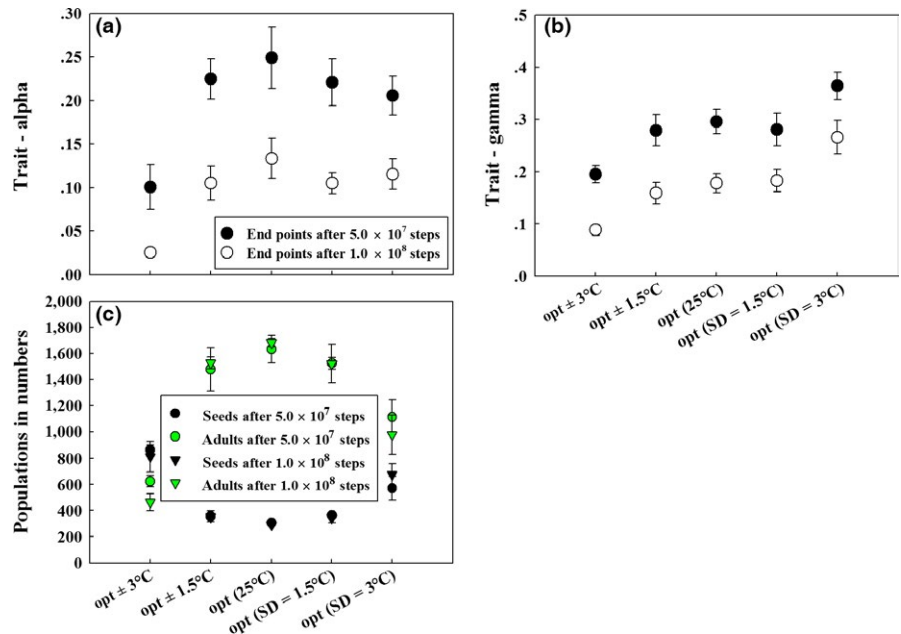 (a)
Trait - alpha
.30
.25
.20
.15
.10
.05
.00
End points after 5.0 × 10⁷ steps
End points after 1.0 × 10⁸ steps
(b)
Trait - gamma
.5
.4
.3
.2
.1
.0
opt ± 3°C
opt ± 1.5°C
opt (25°C)
opt (SD = 1.5°C)
opt (SD = 3°C)
(c)
Populations in numbers
2,000
1,800
1,600
1,400
1,200
1,000
800
600
400
200
0
Seeds after 5.0 × 10⁷ steps
Adults after 5.0 × 10⁷ steps
Seeds after 1.0 × 10⁸ steps
Adults after 1.0 × 10⁸ steps
opt ± 3°C
opt ± 1.5°C
opt (25°C)
opt (SD = 1.5°C)
opt (SD = 3°C)